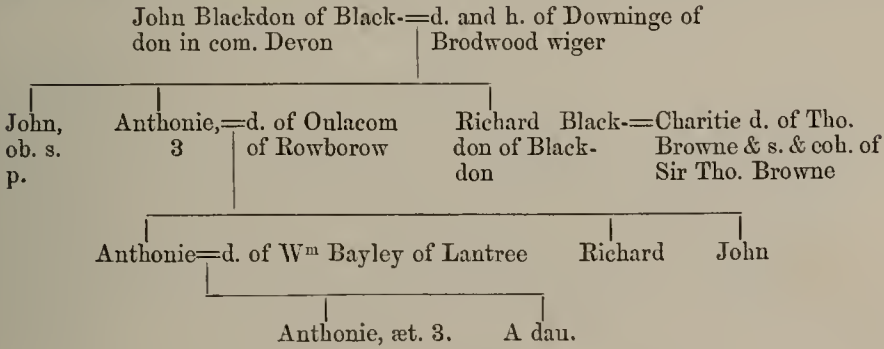 John Blackdon of Black-=d. and h. of Downinge of
don in com. Devon Brodwood wiger
John, Anthonie,=d. of Oulacom Richard Black-=Charitie d. of Tho.
ob. s. 3 of Rowborow don of Black- Browne & s. & coh. of
p. don Sir Tho. Browne
Anthonie=d. of Wm Bayley of Lantree Richard John
Anthonie, æt. 3. A dau.